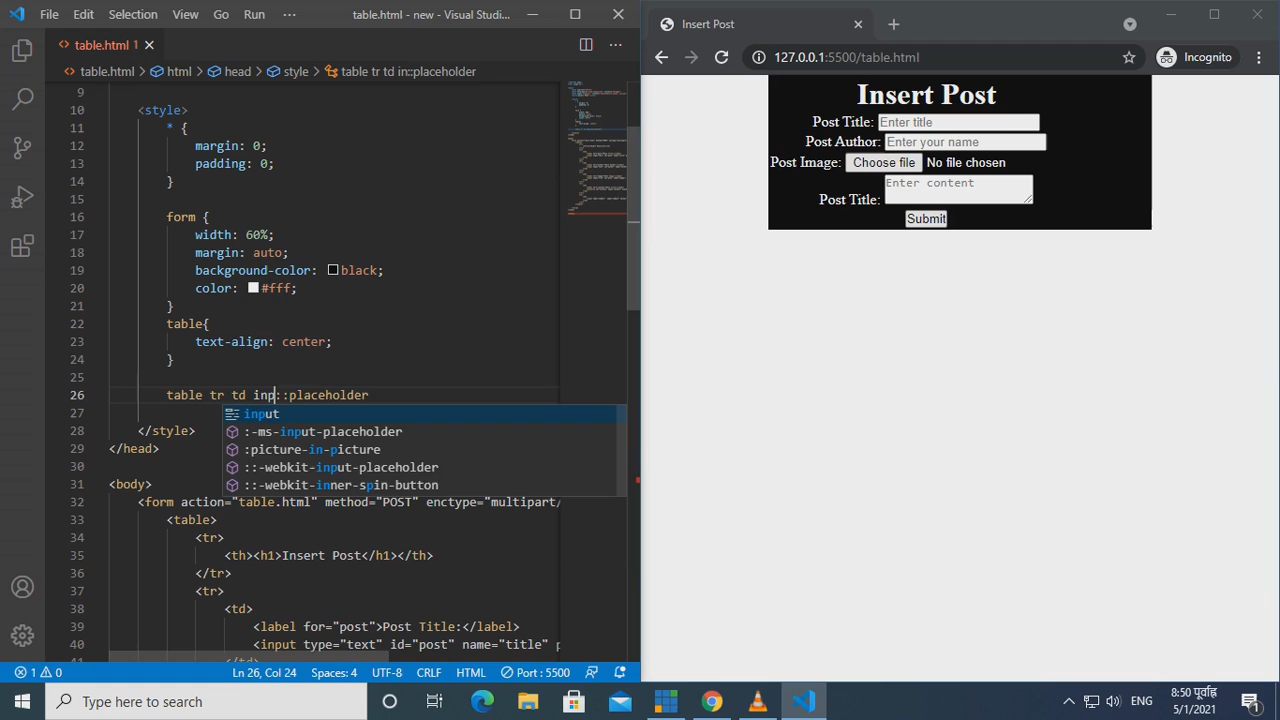 File Edit Selection View Go Run ··· table.html - new - Visual Studi...
table.html 1
table.html > html > head > style > table tr td in::placeholder
9
10 <style>
11 * {
12 margin: 0;
13 padding: 0;
14 }
15
16 form {
17 width: 60%;
18 margin: auto;
19 background-color: black;
20 color: #fff;
21 }
22 table{
23 text-align: center;
24 }
25
26 table tr td inp::placeholder
27
input
:-ms-input-placeholder
:picture-in-picture
::-webkit-input-placeholder
::-webkit-inner-spin-button
28 </style>
29 </head>
30
31 <body>
32 <form action="table.html" method="POST" enctype="multipart/
33 <table>
34 <tr>
35 <th><h1>Insert Post</h1></th>
36 </tr>
37 <tr>
38 <td>
39 <label for="post">Post Title:</label>
40 <input type="text" id="post" name="title" p
41 </td>
1 0 Ln 26, Col 24 Spaces: 4 UTF-8 CRLF HTML Port : 5500
Insert Post
127.0.0.1:5500/table.html Incognito
Insert Post
Post Title: Enter title
Post Author: Enter your name
Post Image: Choose file No file chosen
Post Title: Enter content
Submit
Type here to search
ENG 8:50 पूर्वाह्न
5/1/2021
1